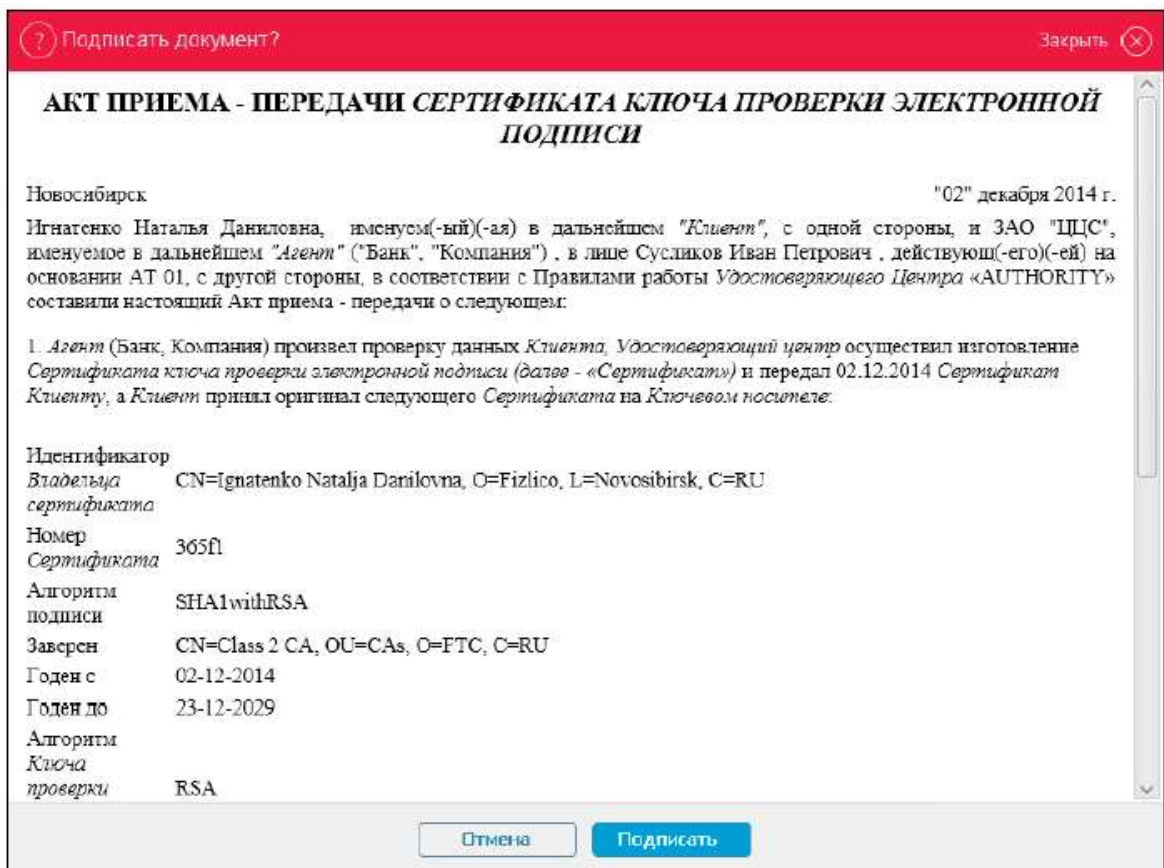 ? Подписать документ?
Закрыть
АКТ ПРИЕМА - ПЕРЕДАЧИ СЕРТИФИКАТА КЛЮЧА ПРОВЕРКИ ЭЛЕКТРОННОЙ
ПОДПИСИ
Новосибирск "02" декабря 2014 г.
Игнатенко Наталья Даниловна, именуем(-ый)(-ая) в дальнейшем "Клиент", с одной стороны, и ЗАО "ЦЦС",
именуемое в дальнейшем "Агент" ("Банк", "Компания") , в лице Сусликов Иван Петрович , действующ(-его)(-ей) на
основании АТ 01, с другой стороны, в соответствии с Правилами работы Удостоверяющего Центра «AUTHORITY»
составили настоящий Акт приема - передачи о следующем:
1. Агент (Банк, Компания) произвел проверку данных Клиента, Удостоверяющий центр осуществил изготовление
Сертификата ключа проверки электронной подписи (далее - «Сертификат») и передал 02.12.2014 Сертификат
Клиенту, а Клиент принял оригинал следующего Сертификата на Ключевом носителе:
Идентификатор
Владельца CN=Ignatenko Natalja Danilovna, O=Fizlico, L=Novosibirsk, C=RU
сертификата
Номер
Сертификата 365f1
Алгоритм
подписи SHA1withRSA
Заверен CN=Class 2 CA, OU=CAs, O=FTC, C=RU
Годен с 02-12-2014
Годен до 23-12-2029
Алгоритм
Ключа
проверки RSA
Отмена Подписать